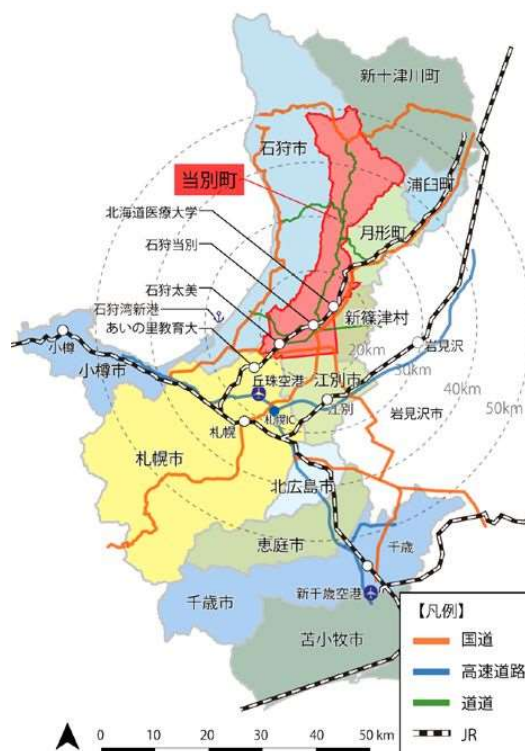 新十津川町
石狩市
当別町
浦臼町
北海道医療大学
月形町
石狩当別
石狩太美
石狩湾新港
新篠津村
あいの里教育大
小樽
20km
岩見沢
小樽市
丘珠空港
江別市
30km
40km
札幌IC
江別
50km
札幌
岩見沢市
札幌市
北広島市
恵庭市
千歳
千歳市
新千歳空港
苫小牧市
【凡例】
国道
高速道路
道道
JR
0 10 20 30 40 50 km